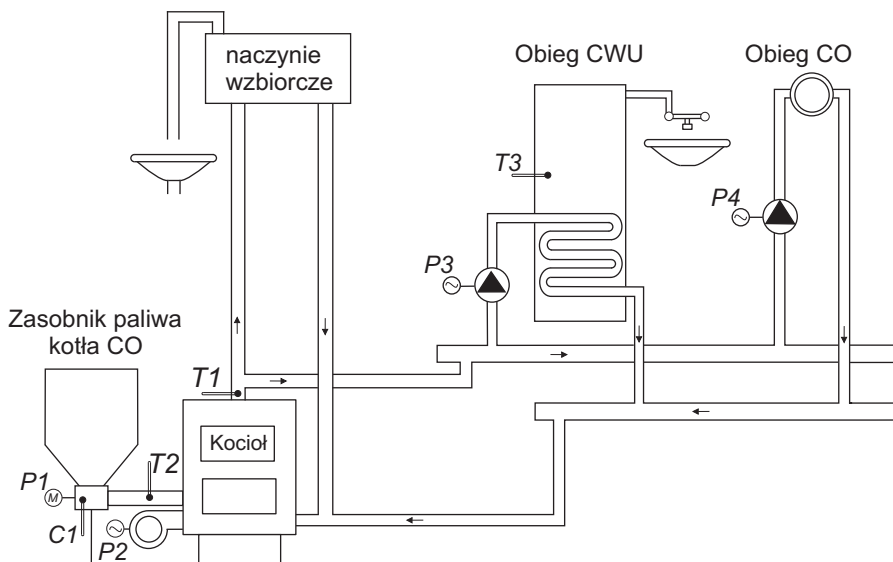 naczynie
wzbiorcze
Obieg CWU
Obieg CO
T3
P4
P3
Zasobnik paliwa
kotła CO
T1
Kocioł
T2
P1
M
C1
P2